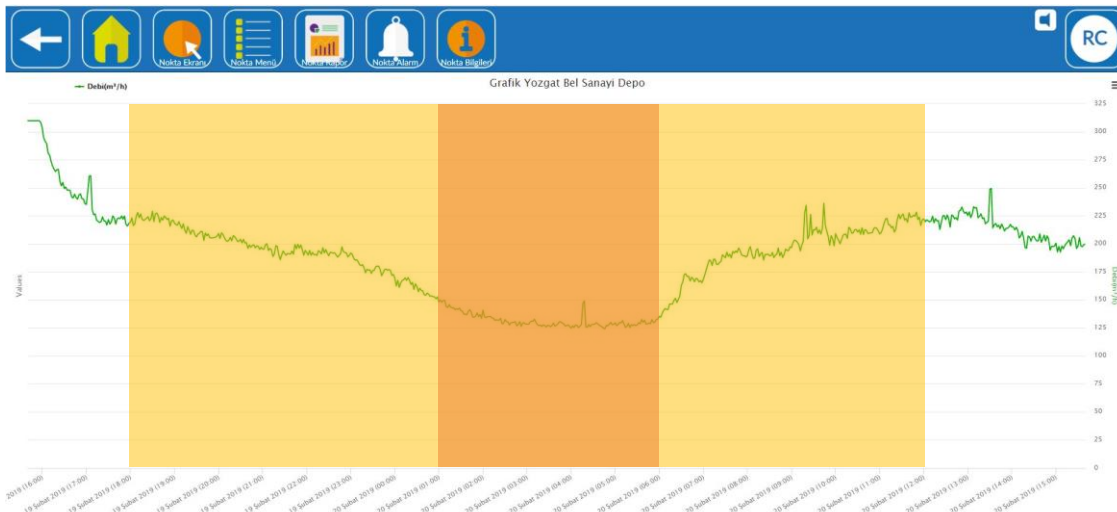 Nokta Ekranı
Nokta Menü
Nokta Rapor
Nokta Alarm
Nokta Bilgileri
RC
Grafik Yozgat Bel Sanayi Depo
Debi(m³/h)
325
300
275
250
225
200
175
150
125
100
75
50
25
0
Values
Debi(m³/h)
2019 (16:00)
19 Şubat 2019 (17:00)
19 Şubat 2019 (18:00)
19 Şubat 2019 (19:00)
19 Şubat 2019 (20:00)
19 Şubat 2019 (21:00)
19 Şubat 2019 (22:00)
19 Şubat 2019 (23:00)
20 Şubat 2019 (00:00)
20 Şubat 2019 (01:00)
20 Şubat 2019 (02:00)
20 Şubat 2019 (03:00)
20 Şubat 2019 (04:00)
20 Şubat 2019 (05:00)
20 Şubat 2019 (06:00)
20 Şubat 2019 (07:00)
20 Şubat 2019 (08:00)
20 Şubat 2019 (09:00)
20 Şubat 2019 (10:00)
20 Şubat 2019 (11:00)
20 Şubat 2019 (12:00)
20 Şubat 2019 (13:00)
20 Şubat 2019 (14:00)
20 Şubat 2019 (15:00)